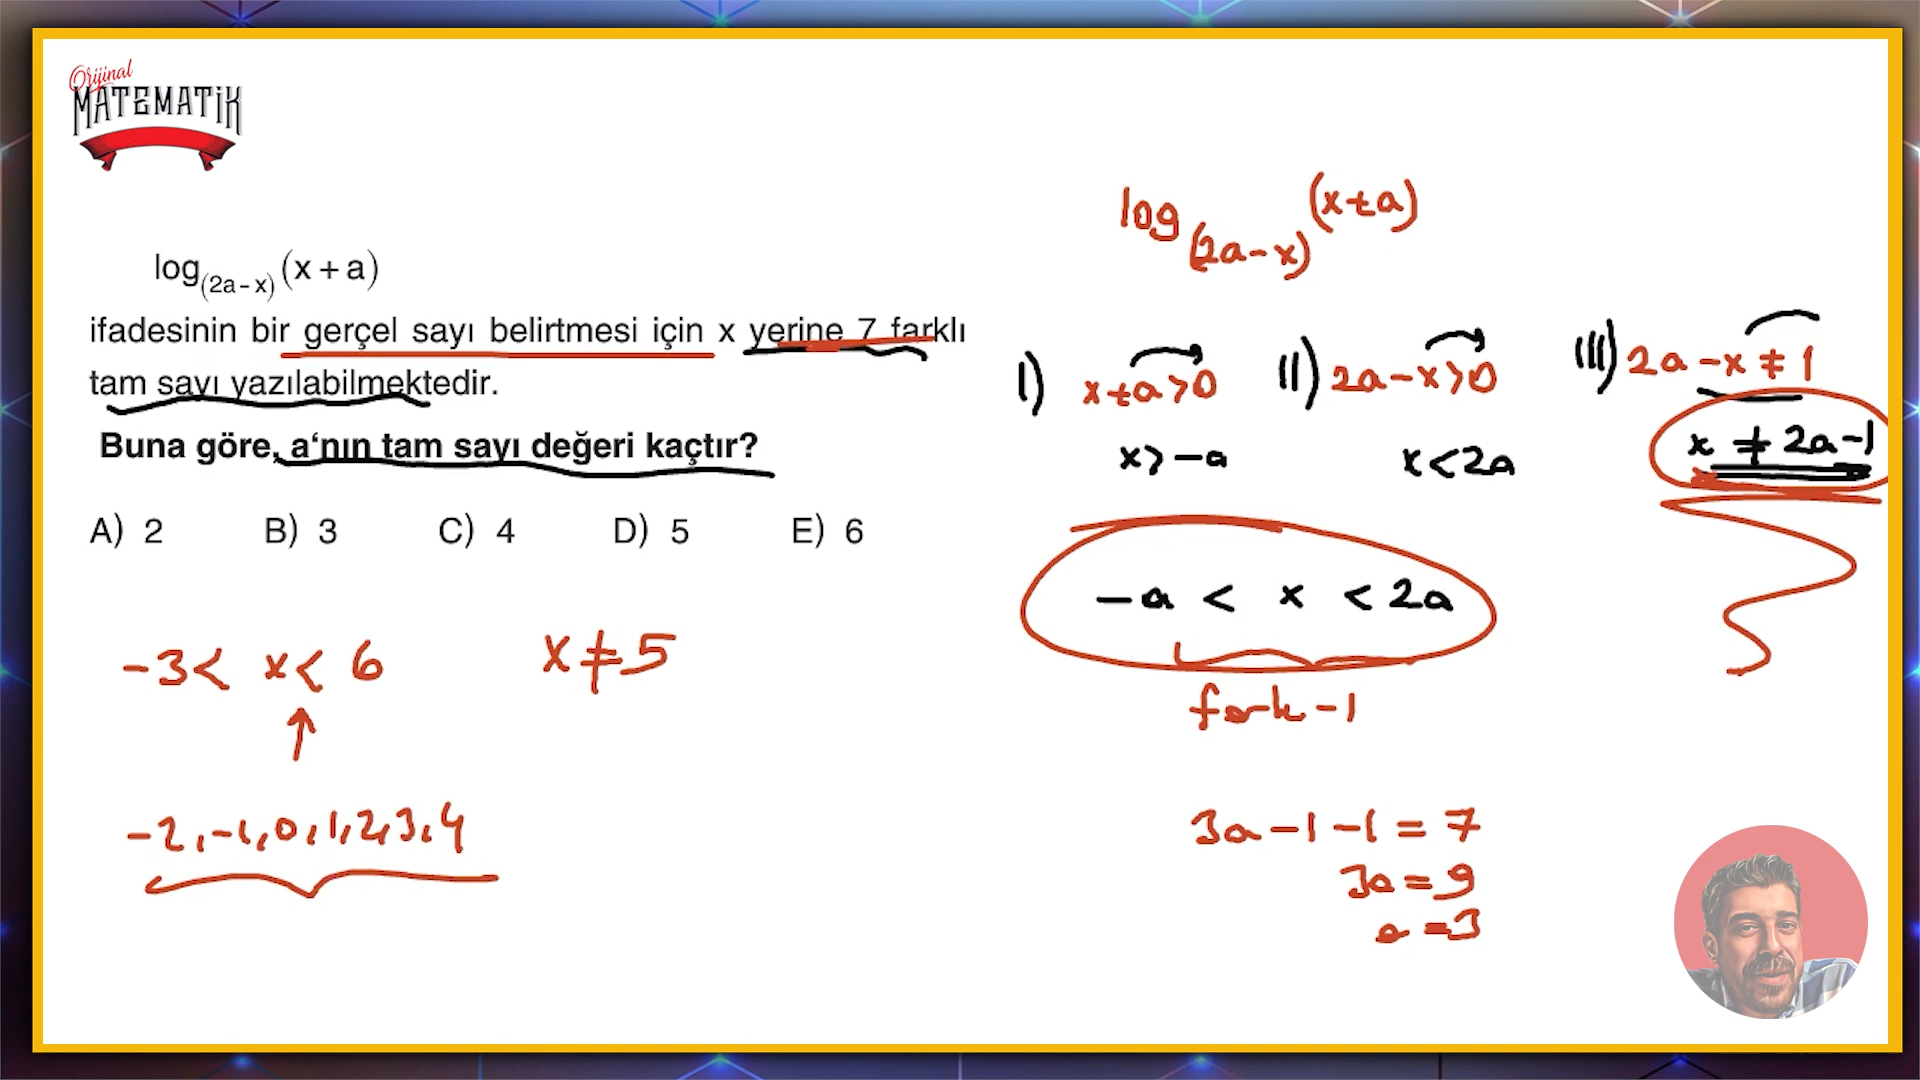 Orijinal
MATEMATİK
log(2a-x) (x+a)
ifadesinin bir gerçel sayı belirtmesi için x yerine 7 farklı
tam sayı yazılabilmektedir.
Buna göre, a‘nın tam sayı değeri kaçtır?
A) 2 B) 3 C) 4 D) 5 E) 6
-3 < x < 6 x ≠ 5
↑
-2, -1, 0, 1, 2, 3, 4
log (2a-x) (x+a)
I) x+a>0 II) 2a-x>0 III) 2a-x ≠ 1
x > -a x < 2a x ≠ 2a-1
-a < x < 2a
fark -1
3a-1-1 = 7
3a = 9
a = 3